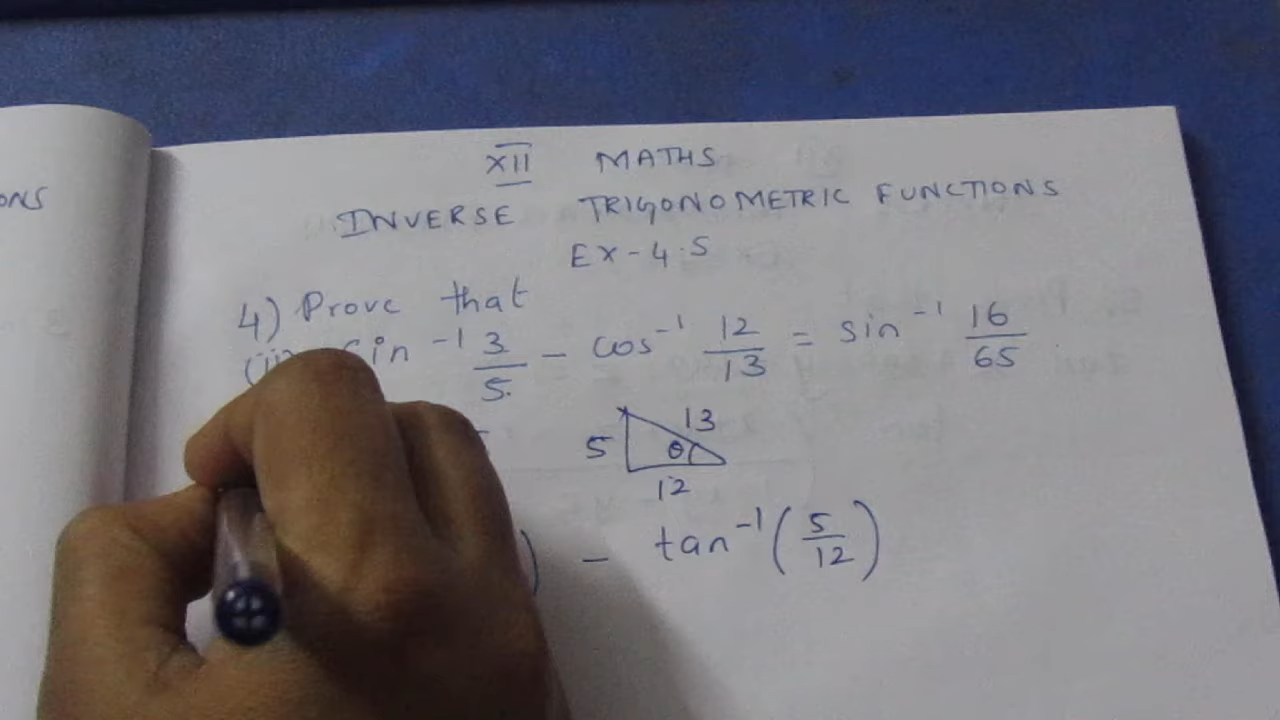 ONS
XII MATHS
INVERSE TRIGONOMETRIC FUNCTIONS
EX-4.5
4) Prove that
sin⁻¹ 3/5 - cos⁻¹ 12/13 = sin⁻¹ 16/65
5 θ 13
12
) - tan⁻¹ (5/12)